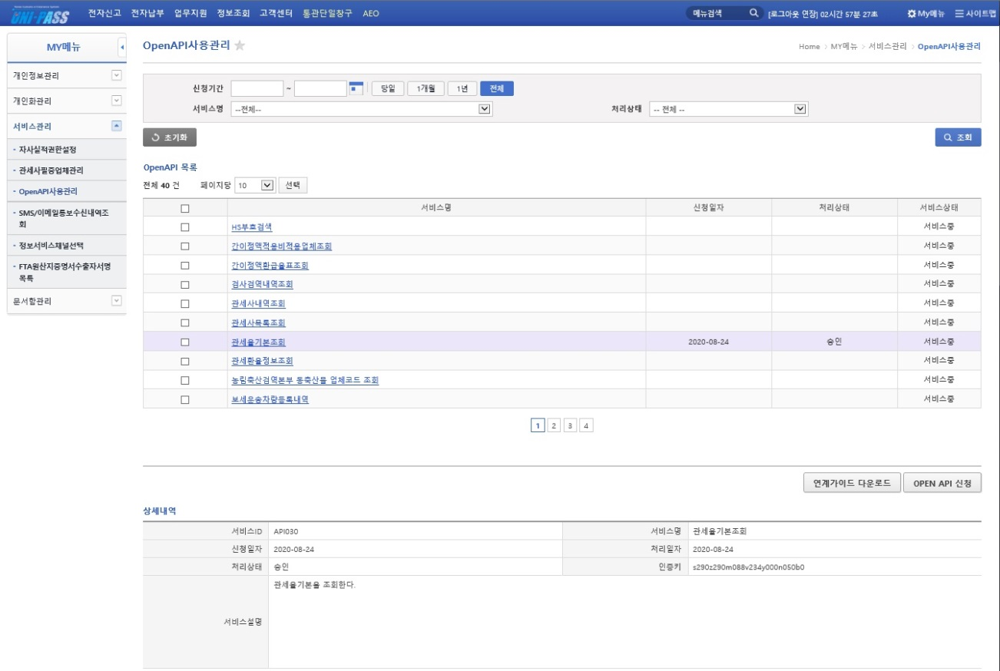 UNI-PASS
전자신고 전자납부 업무지원 정보조회 고객센터 통관단일창구 AEO
메뉴검색 [로그아웃 연장] 02시간 57분 27초 My메뉴 사이트맵
MY메뉴
개인정보관리
개인화관리
서비스관리
- 자사실적권한설정
- 관세사필증업체관리
- OpenAPI사용관리
- SMS/이메일통보수신내역조
회
- 정보서비스채널선택
- FTA원산지증명서수출자서명
목록
문서함관리
OpenAPI사용관리
Home > MY메뉴 > 서비스관리 > OpenAPI사용관리
신청기간 ~ 당일 1개월 1년 전체
서비스명 --전체-- 처리상태 -- 전체 --
초기화 조회
OpenAPI 목록
전체 40 건 페이지당 10 선택
서비스명 신청일자 처리상태 서비스상태
HS부호검색 서비스중
간이정액적용비적용업체조회 서비스중
간이정액환급율표조회 서비스중
검사검역내역조회 서비스중
관세사내역조회 서비스중
관세사목록조회 서비스중
관세율기본조회 2020-08-24 승인 서비스중
관세환율정보조회 서비스중
농림축산검역본부 동축산물 업체코드 조회 서비스중
보세운송차량등록내역 서비스중
1 2 3 4
연계가이드 다운로드 OPEN API 신청
상세내역
서비스ID API030 서비스명 관세율기본조회
신청일자 2020-08-24 처리일자 2020-08-24
처리상태 승인 인증키 s290z290m088v234y000n050b0
서비스설명 관세율기본을 조회한다.